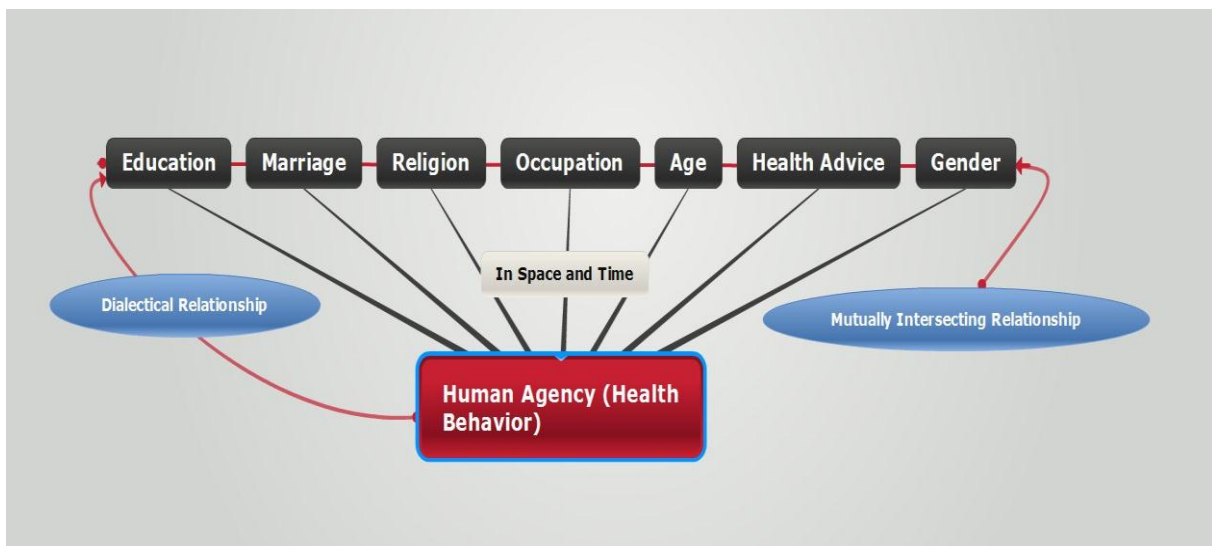 Education
Marriage
Religion
Occupation
Age
Health Advice
Gender
In Space and Time
Dialectical Relationship
Mutually Intersecting Relationship
Human Agency (Health
Behavior)